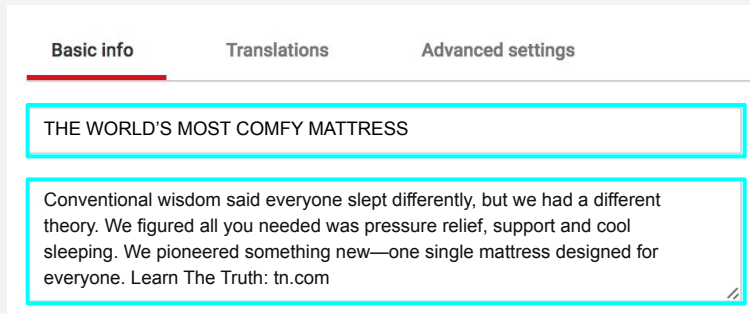 Basic info Translations Advanced settings
THE WORLD'S MOST COMFY MATTRESS
Conventional wisdom said everyone slept differently, but we had a different
theory. We figured all you needed was pressure relief, support and cool
sleeping. We pioneered something new—one single mattress designed for
everyone. Learn The Truth: tn.com